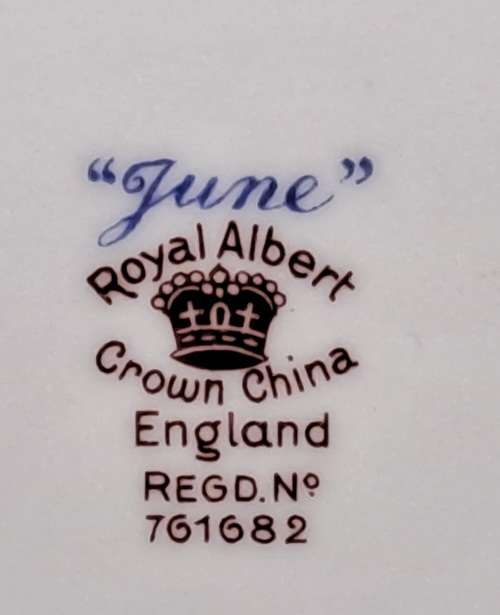 “June”
Royal Albert
Crown China
England
REGD. Nº
761682